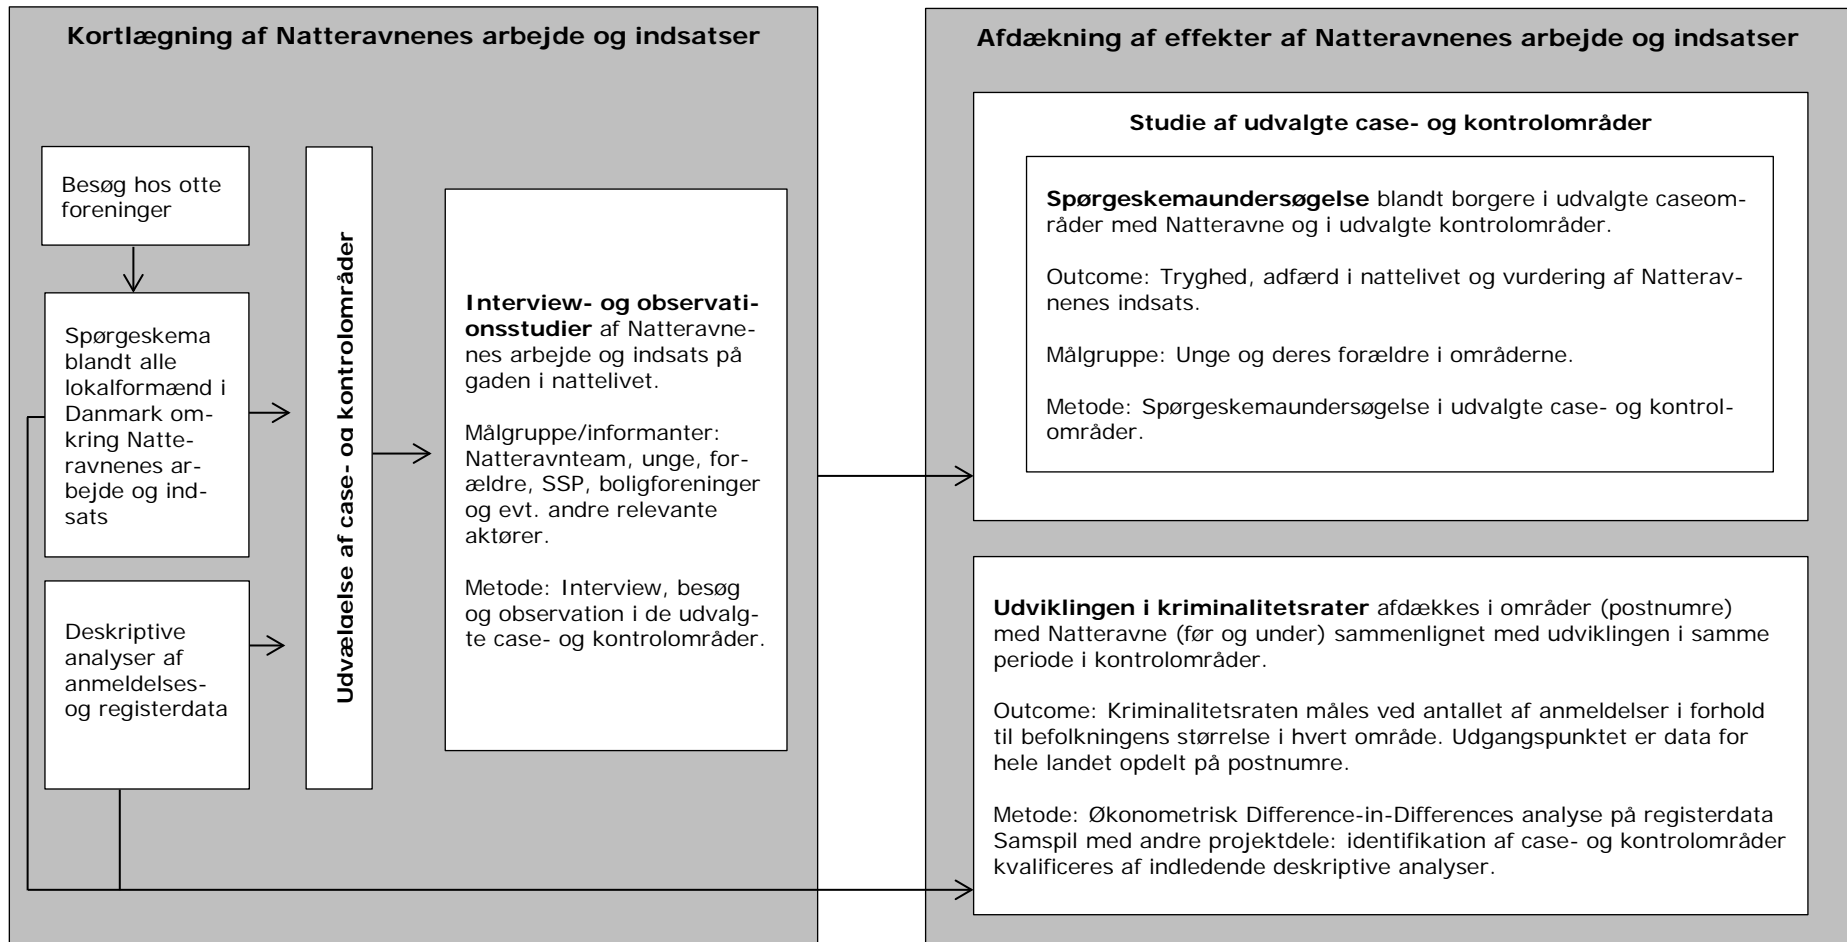 Kortlægning af Natteravnenes arbejde og indsatser
Besøg hos otte
foreninger
Spørgeskema
blandt alle
lokalformænd i
Danmark om-
kring Natte-
ravnenes ar-
bejde og ind-
sats
Deskriptive
analyser af
anmeldelses-
og registerdata
Udvælgelse af case- og kontrolområder
Interview- og observati-
onsstudier af Natteravne-
nes arbejde og indsats på
gaden i nattelivet.
Målgruppe/informanter:
Natteravnteam, unge, for-
ældre, SSP, boligforeninger
og evt. andre relevante
aktører.
Metode: Interview, besøg
og observation i de udvalg-
te case- og kontrolområder.
Afdækning af effekter af Natteravnenes arbejde og indsatser
Studie af udvalgte case- og kontrolområder
Spørgeskemaundersøgelse blandt borgere i udvalgte caseom-
råder med Natteravne og i udvalgte kontrolområder.
Outcome: Tryghed, adfærd i nattelivet og vurdering af Natterav-
nenes indsats.
Målgruppe: Unge og deres forældre i områderne.
Metode: Spørgeskemaundersøgelse i udvalgte case- og kontrol-
områder.
Udviklingen i kriminalitetsrater afdækkes i områder (postnumre)
med Natteravne (før og under) sammenlignet med udviklingen i samme
periode i kontrolområder.
Outcome: Kriminalitetsraten måles ved antallet af anmeldelser i forhold
til befolkningens størrelse i hvert område. Udgangspunktet er data for
hele landet opdelt på postnumre.
Metode: Økonometrisk Difference-in-Differences analyse på registerdata
Samspil med andre projektdele: identifikation af case- og kontrolområder
kvalificeres af indledende deskriptive analyser.